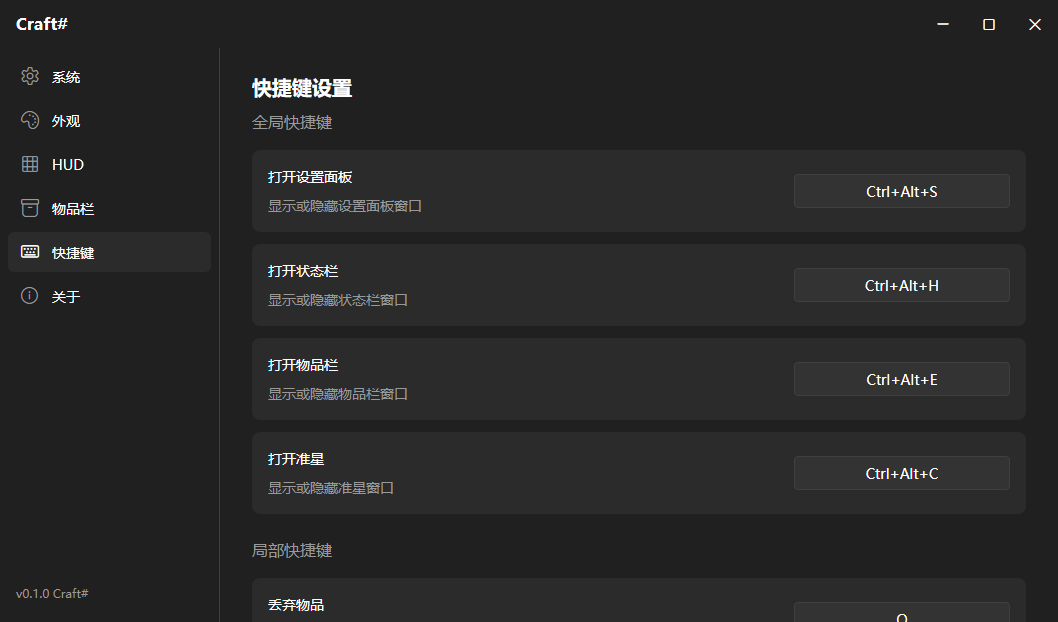 Craft#
系统
外观
HUD
物品栏
快捷键
关于
v0.1.0 Craft#
快捷键设置
全局快捷键
打开设置面板
显示或隐藏设置面板窗口
Ctrl+Alt+S
打开状态栏
显示或隐藏状态栏窗口
Ctrl+Alt+H
打开物品栏
显示或隐藏物品栏窗口
Ctrl+Alt+E
打开准星
显示或隐藏准星窗口
Ctrl+Alt+C
局部快捷键
丢弃物品